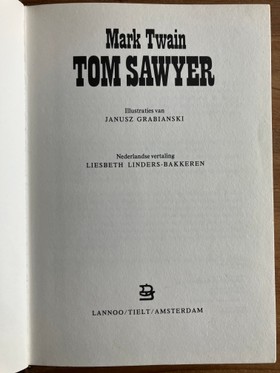 Mark Twain
TOM SAWYER
Illustraties van
JANUSZ GRABIANSKI
Nederlandse vertaling
LIESBETH LINDERS-BAKKEREN
LANNOO/TIELT/AMSTERDAM